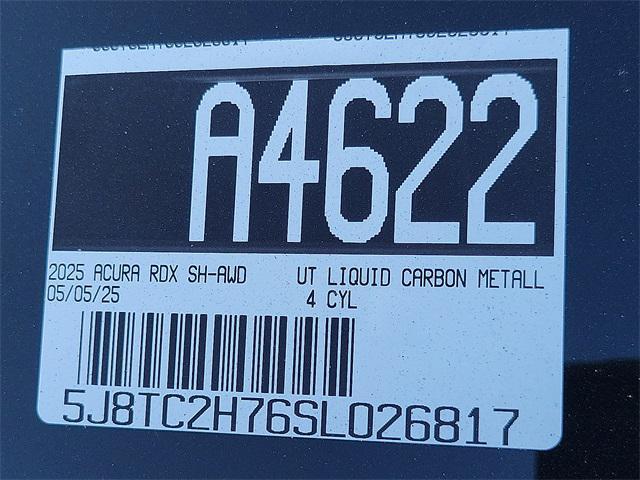 A4622
2025 ACURA RDX SH-AWD UT LIQUID CARBON METALL
05/05/25 4 CYL
5J8TC2H76SL026817